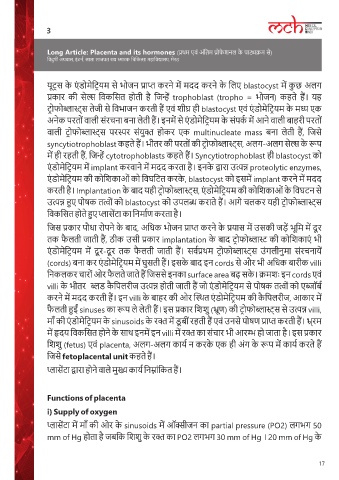 3
mch
Long Article: Placenta and its hormones (प्रथम एवं अंतिम प्रोफेशनल के पाठ्यक्रम से)
यूट्रस के एंडोमेट्रियम से भोजन प्राप्त करने में मदद करने के लिए blastocyst में कुछ अलग
प्रकार की सेल्स विकसित होती है जिन्हें trophoblast (tropho = भोजन) कहते हैं। यह
ट्रोफोब्लास्ट्स तेजी से विभाजन करती हैं एवं शीघ्र ही blastocyst एवं एंडोमेट्रियम के मध्य एक
अनेक परतों वाली संरचना बना लेती हैं। इनमें से एंडोमेट्रियम के संपर्क में आने वाली बाहरी परतों
वाली ट्रोफोब्लास्ट्स परस्पर संयुक्त होकर एक multinucleate mass बना लेती हैं, जिसे
syncytiotrophoblast कहते हैं। भीतर की परतों की ट्रोफोब्लास्ट्स, अलग-अलग सेल्स के रूप
में ही रहती हैं, जिन्हें cytotrophoblasts कहते हैं। Syncytiotrophoblast ही blastocyst को
एंडोमेट्रियम में implant करवाने में मदद करता है। इनके द्वारा उत्पन्न proteolytic enzymes,
एंडोमेट्रियम की कोशिकाओं को विघटित करके, blastocyst को इसमें implant करने में मदद
करती है। Implantation के बाद यही ट्रोफोब्लास्ट्स, एंडोमेट्रियम की कोशिकाओं के विघटन से
उत्पन्न हुए पोषक तत्वों को blastocyst को उपलब्ध कराते हैं। आगे चलकर यही ट्रोफोब्लास्ट्स
विकसित होते हुए प्लासेंटा का निर्माण करता है।
जिस प्रकार पौधा रोपने के बाद, अधिक भोजन प्राप्त करने के प्रयास में उसकी जड़ें भूमि में दूर
तक फैलती जाती हैं, ठीक उसी प्रकार implantation के बाद ट्रोफोब्लास्ट की कोशिकाएं भी
एंडोमेट्रियम में दूर-दूर तक फैलती जाती हैं। सर्वप्रथम ट्रोफोब्लास्ट्स उंगलीनुमा संरचनायें
(cords) बना कर एंडोमेट्रियम में घुसती हैं। इसके बाद इन cords से और भी अधिक बारीक villi
निकलकर चारों ओर फैलते जाते हैं जिससे इनका surface area बढ़ सके। क्रमशः इन cords एवं
villi के भीतर ब्लड कैपिलरीज उत्पन्न होती जाती हैं जो एंडोमेट्रियम से पोषक तत्वों को एब्जॉर्ब
करने में मदद करती हैं। इन villi के बाहर की ओर स्थित एंडोमेट्रियम की कैपिलरीज, आकार में
फैलती हुई sinuses का रूप ले लेती हैं। इस प्रकार शिशु (भ्रूण) की ट्रोफोब्लास्ट्स से उत्पन्न villi,
माँ की एंडोमेट्रियम के sinusoids के रक्त में डूबी रहती हैं एवं उनसे पोषण प्राप्त करती हैं। भ्रूण
में हृदय विकसित होने के साथ इनमें इन villi में रक्त का संचार भी आरम्भ हो जाता है। इस प्रकार
शिशु (fetus) एवं placenta, अलग-अलग कार्य न करके एक ही अंग के रूप में कार्य करते हैं
जिसे fetoplacental unit कहते हैं।
प्लासेंटा द्वारा होने वाले मुख्य कार्य निम्नांकित हैं।
Functions of placenta
i) Supply of oxygen
प्लासेंटा में माँ की ओर के sinusoids में ऑक्सीजन का partial pressure (PO2) लगभग 50
mm of Hg होता है जबकि शिशु के रक्त का PO2 लगभग 30 mm of Hg । 20 mm of Hg के
17